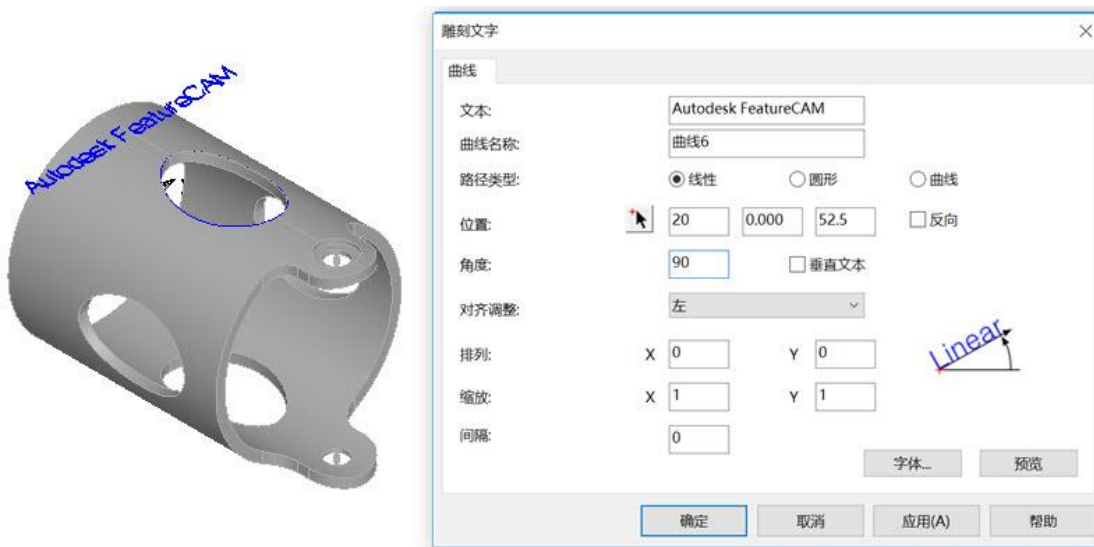 Autodesk FeatureCAM
雕刻文字
曲线
文本: Autodesk FeatureCAM
曲线名称: 曲线6
路径类型: 线性 圆形 曲线
位置: 20 0.000 52.5 反向
角度: 90 垂直文本
对齐调整: 左
排列: X 0 Y 0
缩放: X 1 Y 1
间隔: 0
Linear
字体... 预览
确定 取消 应用(A) 帮助